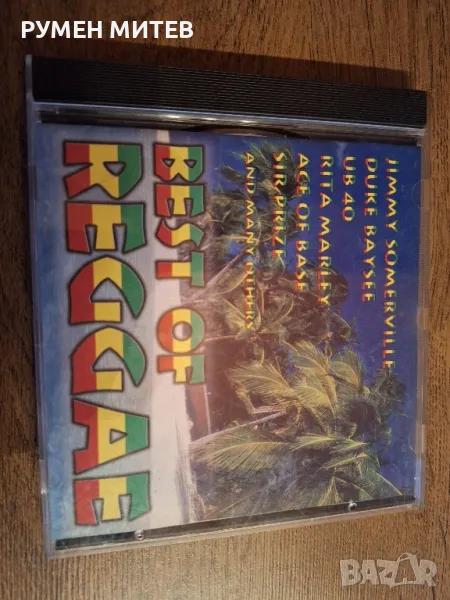 РУМЕН МИТЕВ
BEST OF
REGGAE
JIMMY SOMERVILLE
DUKE BAYSEE
UB 40
RITA MARLEY
ACE OF BASE
SIR PRIZE
AND MANY OTHERS
BAZAR